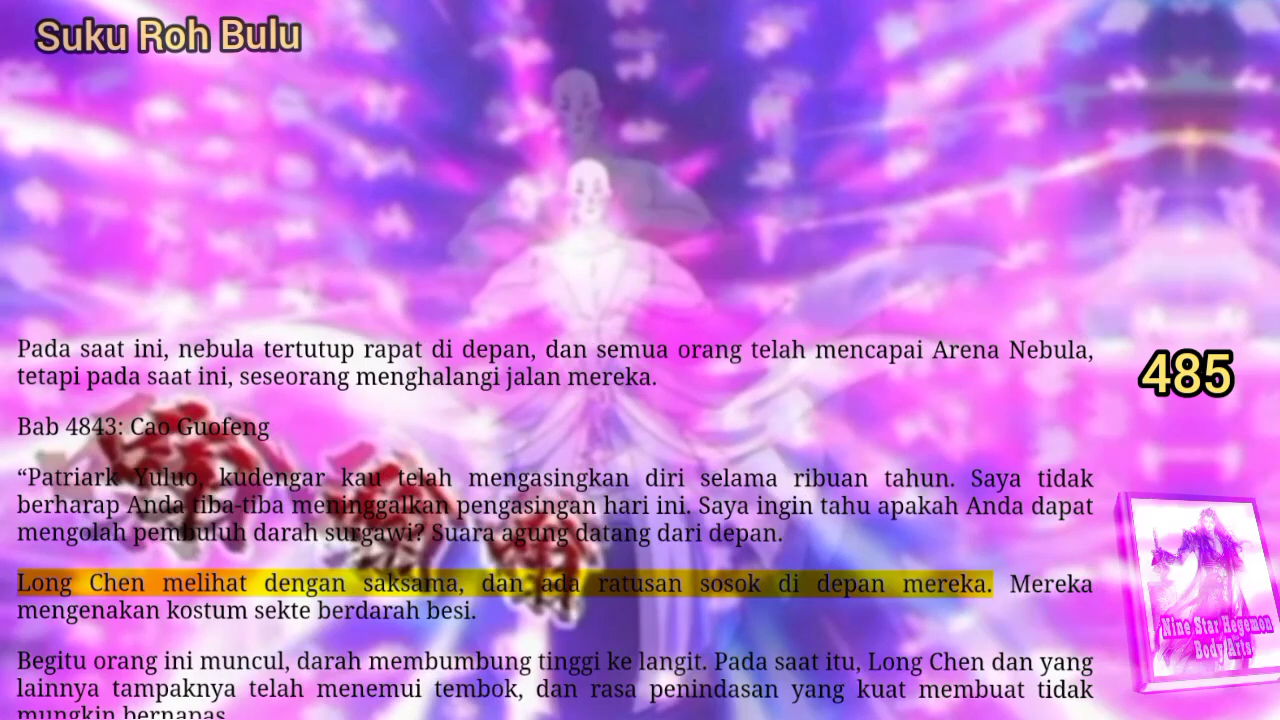 Suku Roh Bulu
Pada saat ini, nebula tertutup rapat di depan, dan semua orang telah mencapai Arena Nebula,
tetapi pada saat ini, seseorang menghalangi jalan mereka.
485
Bab 4843: Cao Guofeng
“Patriark Yuluo, kudengar kau telah mengasingkan diri selama ribuan tahun. Saya tidak
berharap Anda tiba-tiba meninggalkan pengasingan hari ini. Saya ingin tahu apakah Anda dapat
mengolah pembuluh darah surgawi? Suara agung datang dari depan.
Long Chen melihat dengan saksama, dan ada ratusan sosok di depan mereka. Mereka
mengenakan kostum sekte berdarah besi.
Nine Star Hegemon
Body Arts
Begitu orang ini muncul, darah membumbung tinggi ke langit. Pada saat itu, Long Chen dan yang
lainnya tampaknya telah menemui tembok, dan rasa penindasan yang kuat membuat tidak
mungkin bernapas.